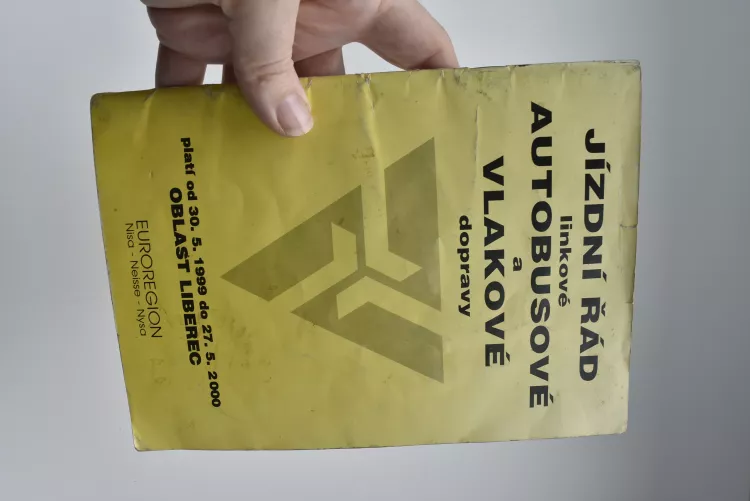 JÍZDNÍ ŘÁD
linkové
AUTOBUSOVÉ
a
VLAKOVÉ
dopravy
platí od 30. 5. 1999 do 27. 5. 2000
OBLAST LIBEREC
EUROREGION
Nisa - Neisse - Nysa